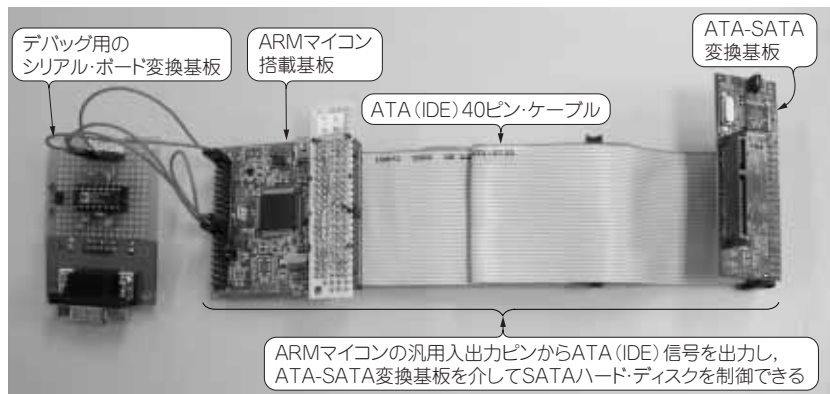 デバッグ用の
シリアル・ボード変換基板
ARMマイコン
搭載基板
ATA-SATA
変換基板
ATA(IDE)40ピン・ケーブル
ARMマイコンの汎用入出力ピンからATA(IDE)信号を出力し,
ATA-SATA変換基板を介してSATAハード・ディスクを制御できる